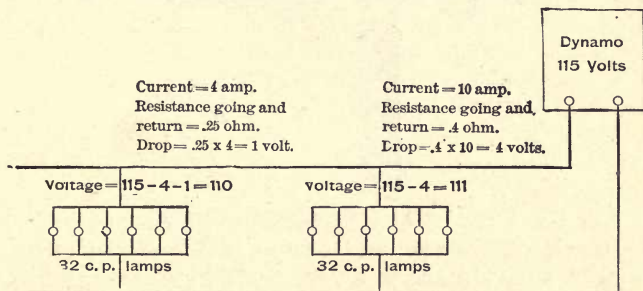 Dynamo
115 Volts
Current = 4 amp.
Resistance going and
return = .25 ohm.
Drop = .25 x 4 = 1 volt.
Current = 10 amp.
Resistance going and
return = .4 ohm.
Drop = .4 x 10 = 4 volts.
Voltage = 115 - 4 - 1 = 110
Voltage = 115 - 4 = 111
32 c. p. lamps
32 c. p. lamps